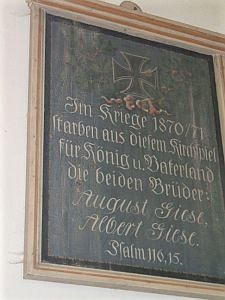 Im Kriege 1870/71
starben aus diesem Kirchspiel
für König u. Vaterland
die beiden Brüder:
August Giese,
Albert Giese.
Psalm 116,15.